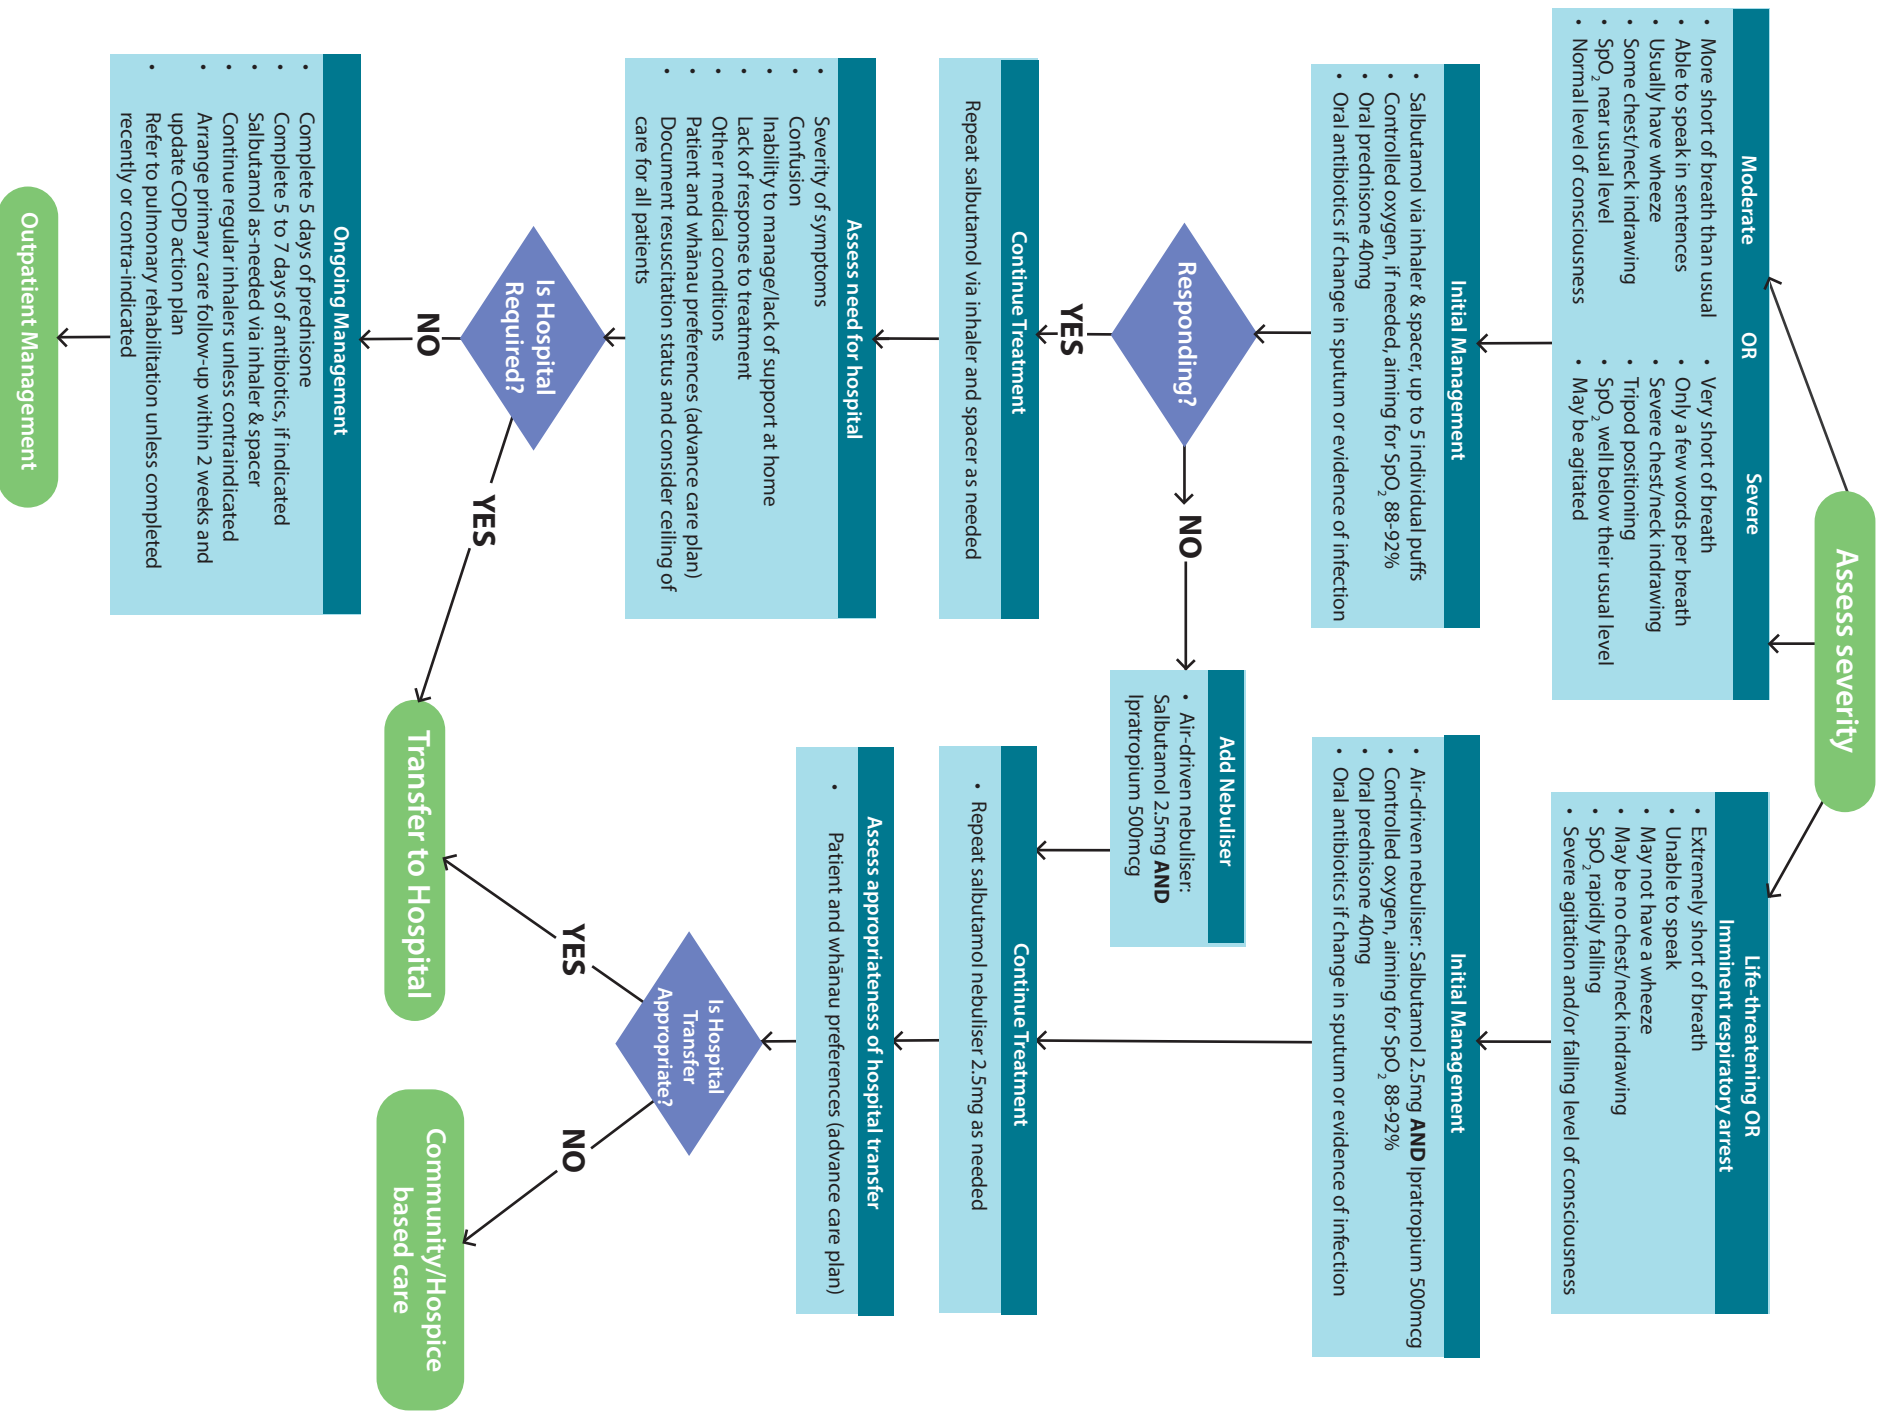 Assess severity
Moderate OR Severe
• More short of breath than usual
• Able to speak in sentences
• Usually have wheeze
• Some chest/neck indrawing
• SpO₂ near usual level
• Normal level of consciousness
• Very short of breath
• Only a few words per breath
• Severe chest/neck indrawing
• Tripod positioning
• SpO₂ well below their usual level
• May be agitated
Life-threatening OR
Imminent respiratory arrest
• Extremely short of breath
• Unable to speak
• May not have a wheeze
• May be no chest/neck indrawing
• SpO₂ rapidly falling
• Severe agitation and/or falling level of consciousness
Initial Management
• Salbutamol via inhaler & spacer, up to 5 individual puffs
• Controlled oxygen, if needed, aiming for SpO₂ 88-92%
• Oral prednisone 40mg
• Oral antibiotics if change in sputum or evidence of infection
Initial Management
• Air-driven nebuliser: Salbutamol 2.5mg AND Ipratropium 500mcg
• Controlled oxygen, aiming for SpO₂ 88-92%
• Oral prednisone 40mg
• Oral antibiotics if change in sputum or evidence of infection
Responding?
NO
YES
Add Nebuliser
• Air-driven nebuliser:
Salbutamol 2.5mg AND
Ipratropium 500mcg
Continue Treatment
Repeat salbutamol via inhaler and spacer as needed
Continue Treatment
• Repeat salbutamol nebuliser 2.5mg as needed
Assess need for hospital
• Severity of symptoms
• Confusion
• Inability to manage/lack of support at home
• Lack of response to treatment
• Other medical conditions
• Patient and whānau preferences (advance care plan)
• Document resuscitation status and consider ceiling of
care for all patients
Assess appropriateness of hospital transfer
• Patient and whānau preferences (advance care plan)
Is Hospital
Required?
YES
NO
Is Hospital
Transfer
Appropriate?
YES
NO
Transfer to Hospital
Community/Hospice
based care
Ongoing Management
• Complete 5 days of prednisone
• Complete 5 to 7 days of antibiotics, if indicated
• Salbutamol as-needed via inhaler & spacer
• Continue regular inhalers unless contraindicated
• Arrange primary care follow-up within 2 weeks and
update COPD action plan
• Refer to pulmonary rehabilitation unless completed
recently or contra-indicated
Outpatient Management